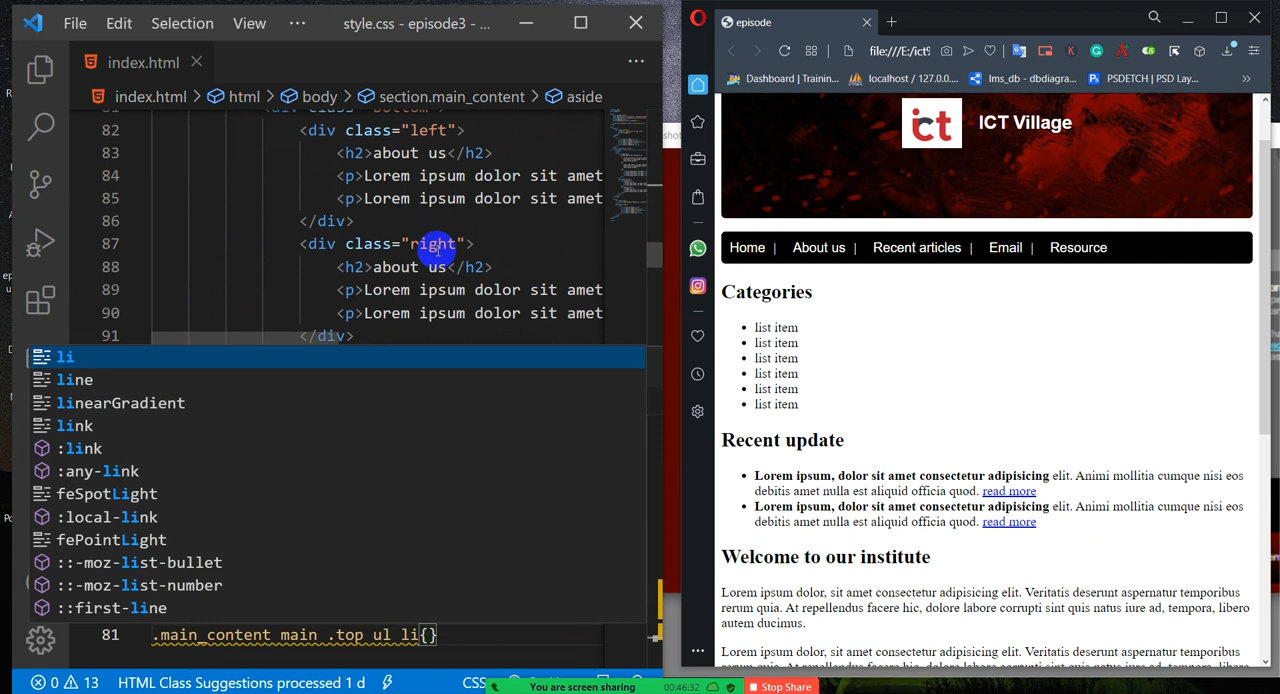 File Edit Selection View ··· style.css - episode3 - ...
index.html
index.html > html > body > section.main_content > aside
82 <div class="left">
83 <h2>about us</h2>
84 <p>Lorem ipsum dolor sit amet
85 <p>Lorem ipsum dolor sit amet
86 </div>
87 <div class="right">
88 <h2>about us</h2>
89 <p>Lorem ipsum dolor sit amet
90 <p>Lorem ipsum dolor sit amet
91 </div>
li
line
linearGradient
link
:link
:any-link
feSpotLight
:local-link
fePointLight
::-moz-list-bullet
::-moz-list-number
::first-line
81 .main_content main .top ul li{}
0 13 HTML Class Suggestions processed 1 d CSS
You are screen sharing 00:46:32 Stop Share
episode
file:///E:/ict9
Dashboard | Trainin... localhost / 127.0.0.... lms_db - dbdiagra... PSDETCH | PSD Lay...
ict ICT Village
Home | About us | Recent articles | Email | Resource
Categories
• list item
• list item
• list item
• list item
• list item
• list item
Recent update
• Lorem ipsum, dolor sit amet consectetur adipisicing elit. Animi mollitia cumque nisi eos
debitis amet nulla est aliquid officia quod. read more
• Lorem ipsum, dolor sit amet consectetur adipisicing elit. Animi mollitia cumque nisi eos
debitis amet nulla est aliquid officia quod. read more
Welcome to our institute
Lorem ipsum dolor, sit amet consectetur adipisicing elit. Veritatis deserunt aspernatur temporibus
rerum quia. At repellendus facere hic, dolore labore corrupti sint quis natus iure ad, tempora, libero
autem ducimus.
Lorem ipsum dolor, sit amet consectetur adipisicing elit. Veritatis deserunt aspernatur temporibus